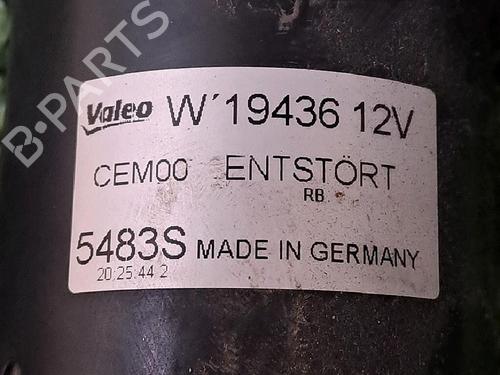 B-PARTS
Valeo W´19436 12V
CEM00 ENTSTÖRT
RB
5483S MADE IN GERMANY
20:25:44 2